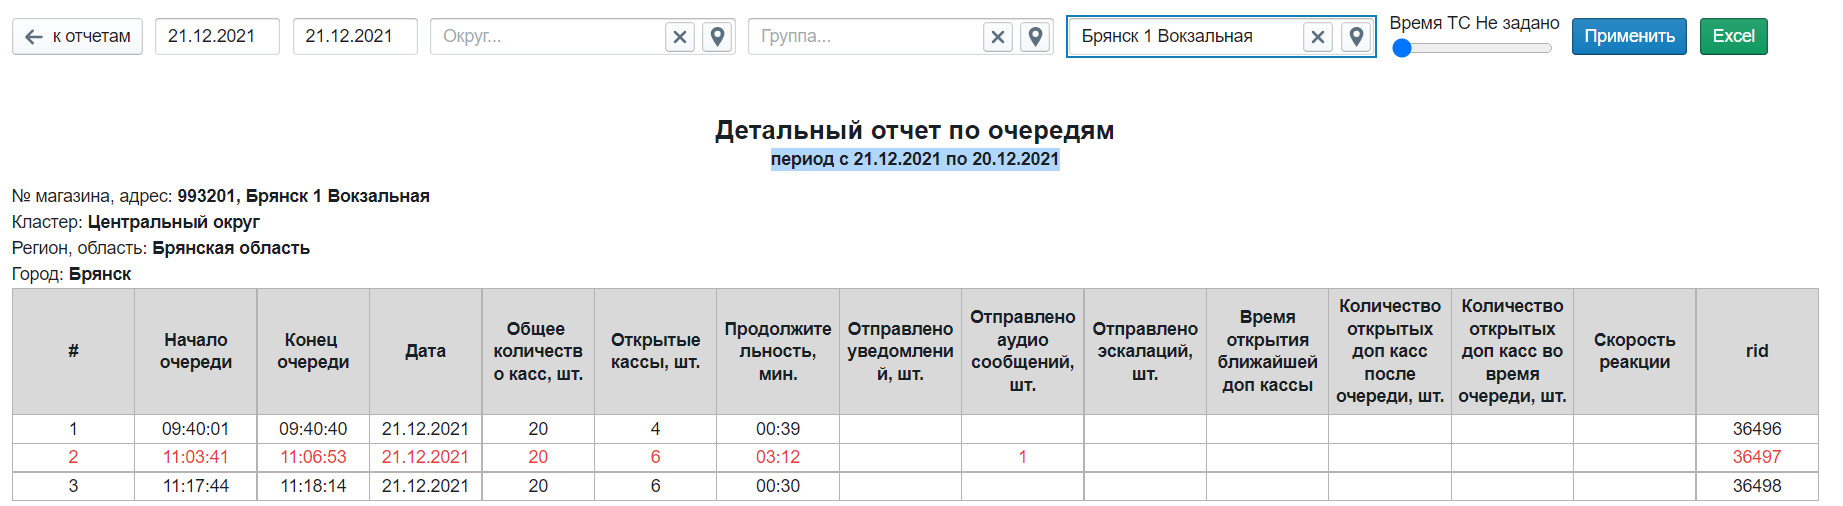 к отчетам 21.12.2021 21.12.2021 Округ... Группа... Брянск 1 Вокзальная Время ТС Не задано Применить Excel
Детальный отчет по очередям
период с 21.12.2021 по 20.12.2021
№ магазина, адрес: 993201, Брянск 1 Вокзальная
Кластер: Центральный округ
Регион, область: Брянская область
Город: Брянск
#
Начало
очереди
Конец
очереди
Дата
Общее
количеств
о касс, шт.
Открытые
кассы, шт.
Продолжите
льность,
мин.
Отправлено
уведомлени
й, шт.
Отправлено
аудио
сообщений,
шт.
Отправлено
эскалаций,
шт.
Время
открытия
ближайшей
доп кассы
Количество
открытых
доп касс
после
очереди, шт.
Количество
открытых
доп касс во
время
очереди, шт.
Скорость
реакции
rid
1 09:40:01 09:40:40 21.12.2021 20 4 00:39 36496
2 11:03:41 11:06:53 21.12.2021 20 6 03:12 1 36497
3 11:17:44 11:18:14 21.12.2021 20 6 00:30 36498